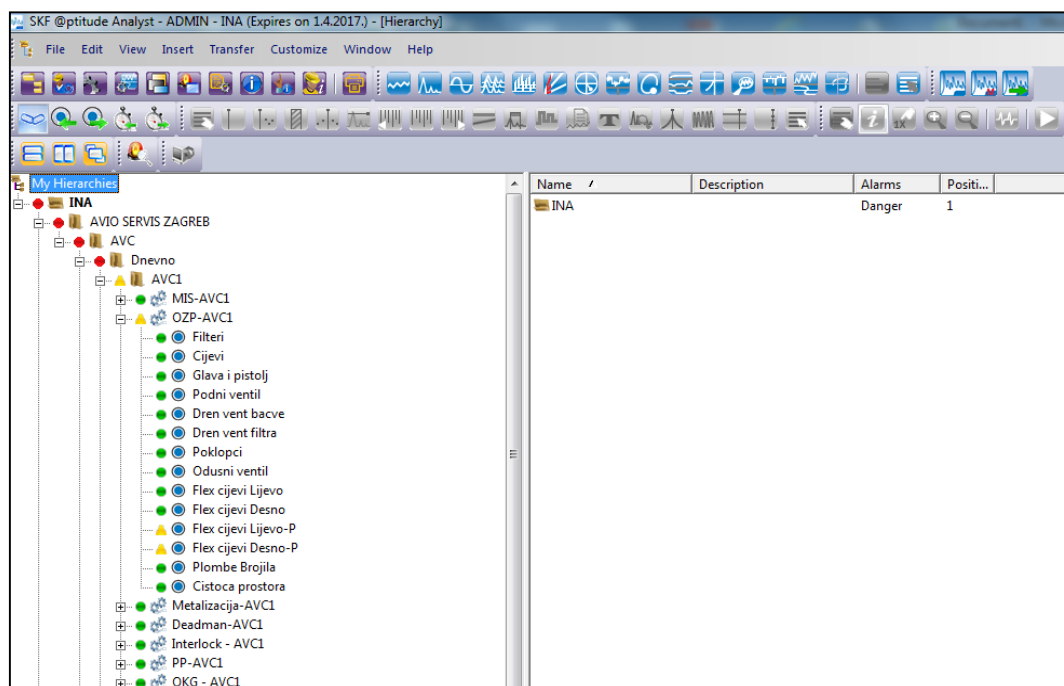 SKF @ptitude Analyst - ADMIN - INA (Expires on 1.4.2017.) - [Hierarchy]
File Edit View Insert Transfer Customize Window Help
My Hierarchies
INA
AVIO SERVIS ZAGREB
AVC
Dnevno
AVC1
MIS-AVC1
OZP-AVC1
Filteri
Cijevi
Glava i pistolj
Podni ventil
Dren vent bacve
Dren vent filtra
Poklopci
Odusni ventil
Flex cijevi Lijevo
Flex cijevi Desno
Flex cijevi Lijevo-P
Flex cijevi Desno-P
Plombe Brojila
Cistoca prostora
Metalizacija-AVC1
Deadman-AVC1
Interlock - AVC1
PP-AVC1
OKG - AVC1
Name Description Alarms Positi...
INA Danger 1